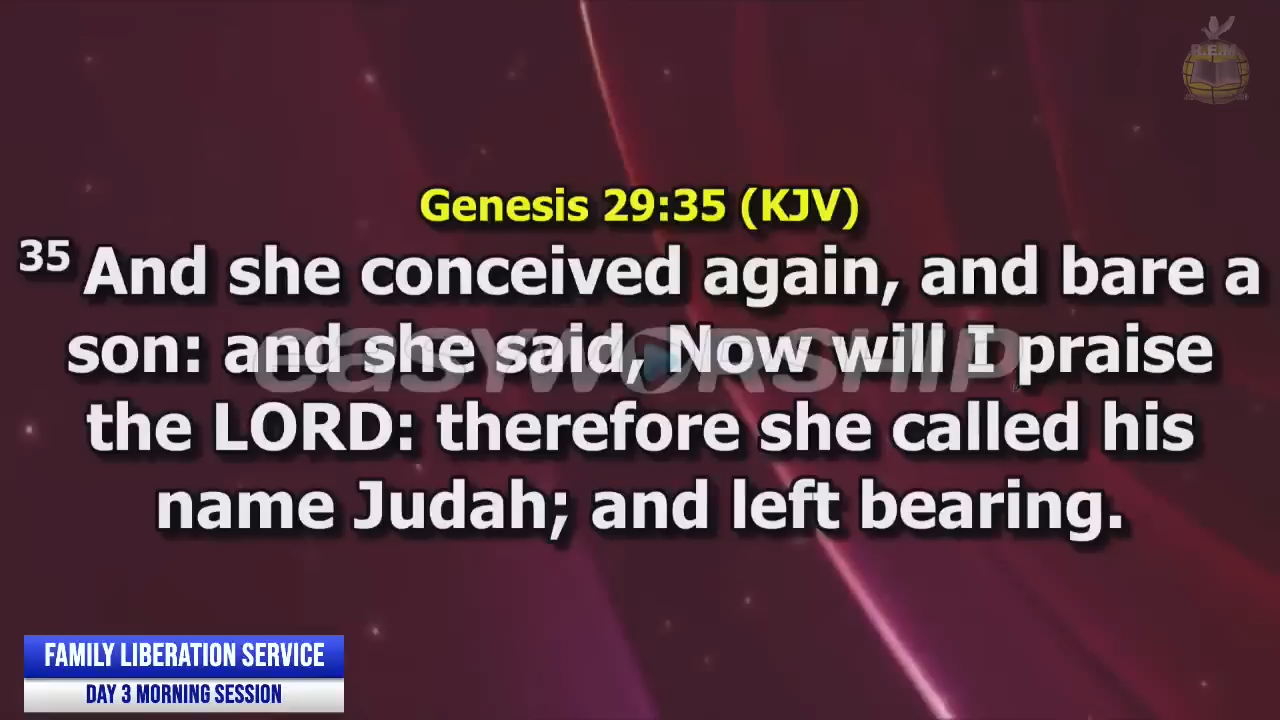 R.E.M
Genesis 29:35 (KJV)
35 And she conceived again, and bare a
son: and she said, Now will I praise
the LORD: therefore she called his
name Judah; and left bearing.
easyworship
FAMILY LIBERATION SERVICE
DAY 3 MORNING SESSION